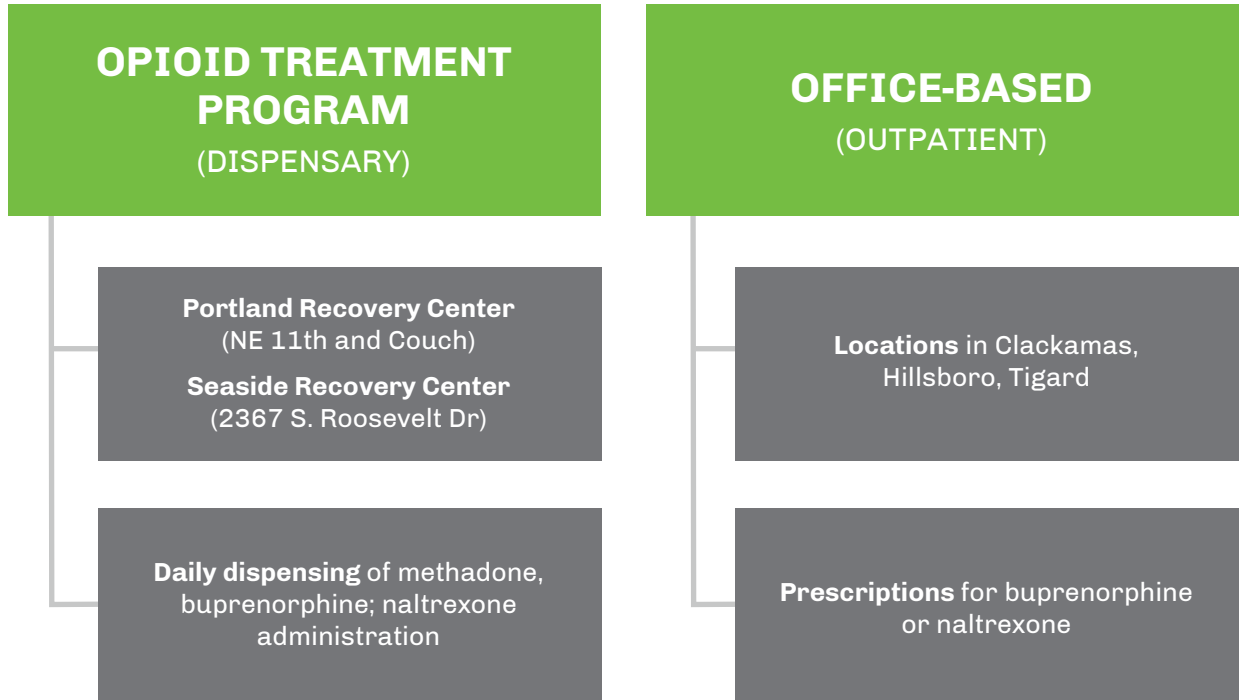 OPIOID TREATMENT
PROGRAM
(DISPENSARY)
Portland Recovery Center
(NE 11th and Couch)
Seaside Recovery Center
(2367 S. Roosevelt Dr)
Daily dispensing of methadone,
buprenorphine; naltrexone
administration
OFFICE-BASED
(OUTPATIENT)
Locations in Clackamas,
Hillsboro, Tigard
Prescriptions for buprenorphine
or naltrexone